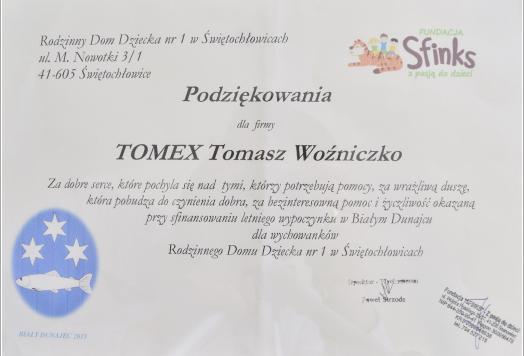 Rodzinny Dom Dziecka nr 1 w Świętochłowicach
ul. M. Nowotki 3/1
41-605 Świętochłowice
FUNDACJA
Sfinks
z pasją do dzieci
Podziękowania
dla firmy
TOMEX Tomasz Woźniczko
Za dobre serce, które pochyla się nad tymi, którzy potrzebują pomocy, za wrażliwą duszę,
która pobudza do czynienia dobra, za bezinteresowną pomoc i życzliwość okazaną
przy sfinansowaniu letniego wypoczynku w Białym Dunajcu
dla wychowanków
Rodzinnego Domu Dziecka nr 1 w Świętochłowicach
Paweł
BIAŁY DUNAJEC 2013